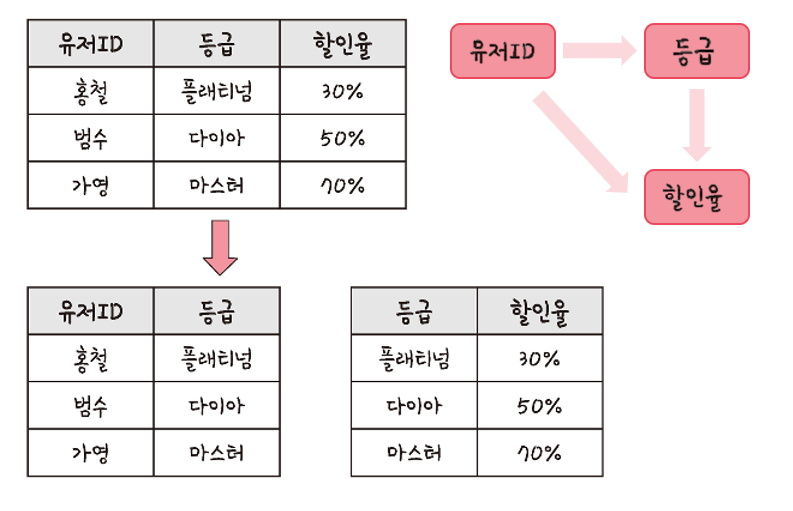 유저ID 등급 할인율
홍철 플래티넘 30%
범수 다이아 50%
가영 마스터 70%
유저ID 등급
할인율
유저ID 등급
홍철 플래티넘
범수 다이아
가영 마스터
등급 할인율
플래티넘 30%
다이아 50%
마스터 70%